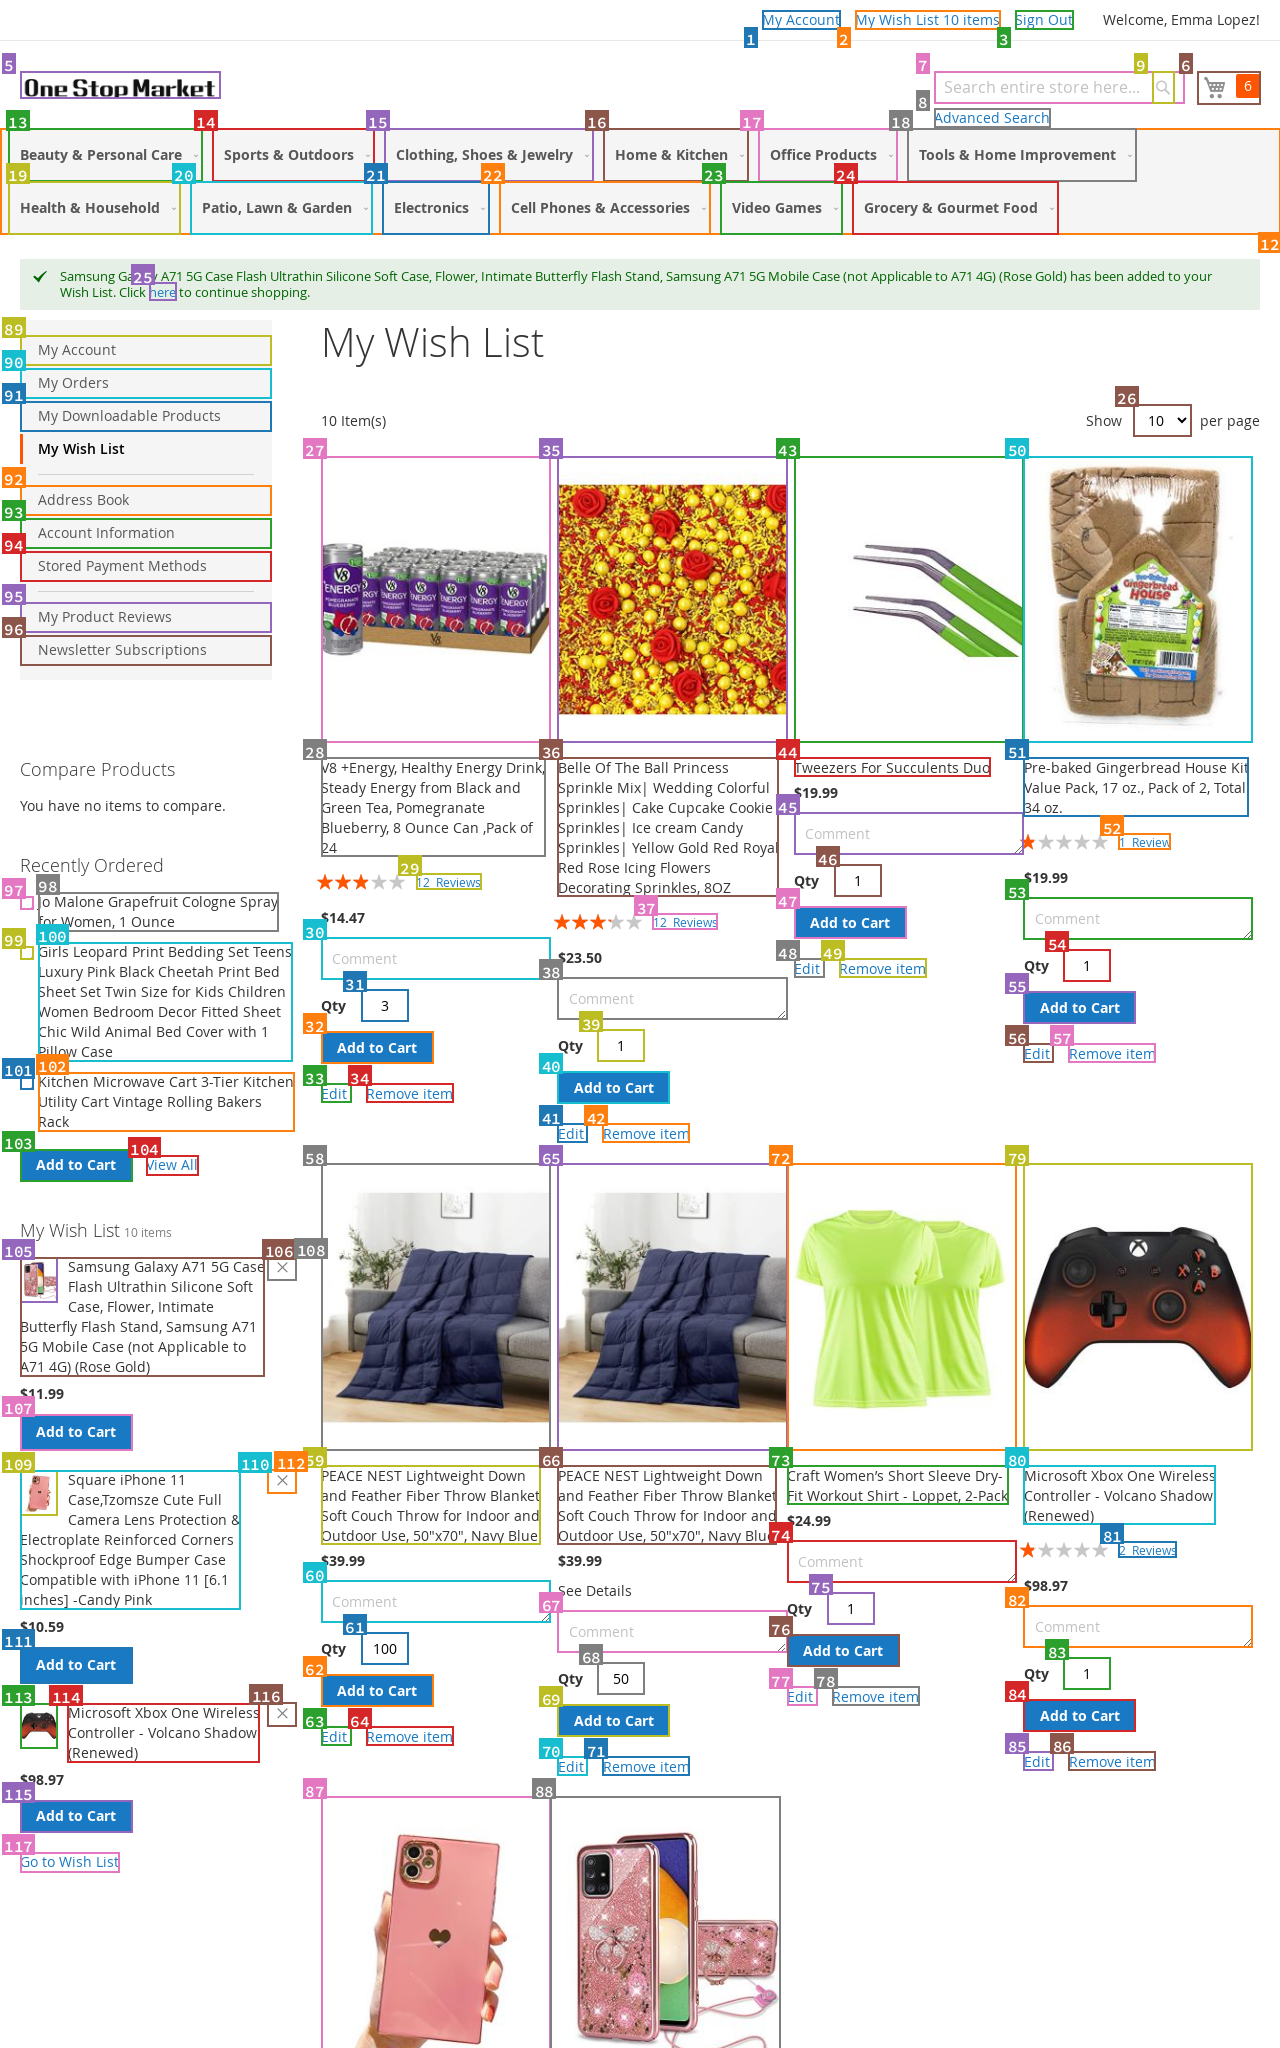 My Account
My Wish List 10 items
Sign Out
Welcome, Emma Lopez!
1
2
3
5
7
9
6
One Stop Market
Search entire store here...
6
8
Advanced Search
13
14
15
16
17
18
Beauty & Personal Care
Sports & Outdoors
Clothing, Shoes & Jewelry
Home & Kitchen
Office Products
Tools & Home Improvement
19
20
21
22
23
24
Health & Household
Patio, Lawn & Garden
Electronics
Cell Phones & Accessories
Video Games
Grocery & Gourmet Food
12
25
Samsung Galaxy A71 5G Case Flash Ultrathin Silicone Soft Case, Flower, Intimate Butterfly Flash Stand, Samsung A71 5G Mobile Case (not Applicable to A71 4G) (Rose Gold) has been added to your
Wish List. Click here to continue shopping.
89
My Account
90
My Orders
91
My Downloadable Products
My Wish List
92
Address Book
93
Account Information
94
Stored Payment Methods
95
My Product Reviews
96
Newsletter Subscriptions
My Wish List
10 Item(s)
26
Show
10
per page
27
35
43
50
V8
ENERGY
POMEGRANATE
BLUEBERRY
Pre-Baked
Gingerbread
House
28
V8 +Energy, Healthy Energy Drink,
Steady Energy from Black and
Green Tea, Pomegranate
Blueberry, 8 Ounce Can ,Pack of
24
29
12 Reviews
$14.47
30
Comment
31
Qty
3
32
Add to Cart
33
Edit
34
Remove item
36
Belle Of The Ball Princess
Sprinkle Mix| Wedding Colorful
Sprinkles| Cake Cupcake Cookie
Sprinkles| Ice cream Candy
Sprinkles| Yellow Gold Red Royal
Red Rose Icing Flowers
Decorating Sprinkles, 8OZ
37
12 Reviews
$23.50
38
Comment
39
Qty
1
40
Add to Cart
41
Edit
42
Remove item
44
Tweezers For Succulents Duo
$19.99
45
Comment
46
Qty
1
47
Add to Cart
48
Edit
49
Remove item
51
Pre-baked Gingerbread House Kit
Value Pack, 17 oz., Pack of 2, Total
34 oz.
52
1 Review
$19.99
53
Comment
54
Qty
1
55
Add to Cart
56
Edit
57
Remove item
Compare Products
You have no items to compare.
Recently Ordered
97
98
Jo Malone Grapefruit Cologne Spray
for Women, 1 Ounce
99
100
Girls Leopard Print Bedding Set Teens
Luxury Pink Black Cheetah Print Bed
Sheet Set Twin Size for Kids Children
Women Bedroom Decor Fitted Sheet
Chic Wild Animal Bed Cover with 1
Pillow Case
101
102
Kitchen Microwave Cart 3-Tier Kitchen
Utility Cart Vintage Rolling Bakers
Rack
103
Add to Cart
104
View All
My Wish List 10 items
105
106
108
Samsung Galaxy A71 5G Case
Flash Ultrathin Silicone Soft
Case, Flower, Intimate
Butterfly Flash Stand, Samsung A71
5G Mobile Case (not Applicable to
A71 4G) (Rose Gold)
$11.99
107
Add to Cart
109
110
112
Square iPhone 11
Case,Tzomsze Cute Full
Camera Lens Protection &
Electroplate Reinforced Corners
Shockproof Edge Bumper Case
Compatible with iPhone 11 [6.1
inches] -Candy Pink
$10.59
111
Add to Cart
113
114
116
Microsoft Xbox One Wireless
Controller - Volcano Shadow
(Renewed)
$98.97
115
Add to Cart
117
Go to Wish List
58
65
72
79
Y
X
B
A
59
PEACE NEST Lightweight Down
and Feather Fiber Throw Blanket
Soft Couch Throw for Indoor and
Outdoor Use, 50"x70", Navy Blue
$39.99
60
Comment
61
Qty
100
62
Add to Cart
63
Edit
64
Remove item
66
PEACE NEST Lightweight Down
and Feather Fiber Throw Blanket
Soft Couch Throw for Indoor and
Outdoor Use, 50"x70", Navy Blue
$39.99
See Details
67
Comment
68
Qty
50
69
Add to Cart
70
Edit
71
Remove item
73
Craft Women's Short Sleeve Dry-
Fit Workout Shirt - Loppet, 2-Pack
$24.99
74
Comment
75
Qty
1
76
Add to Cart
77
Edit
78
Remove item
80
Microsoft Xbox One Wireless
Controller - Volcano Shadow
(Renewed)
81
2 Reviews
$98.97
82
Comment
83
Qty
1
84
Add to Cart
85
Edit
86
Remove item
87
88